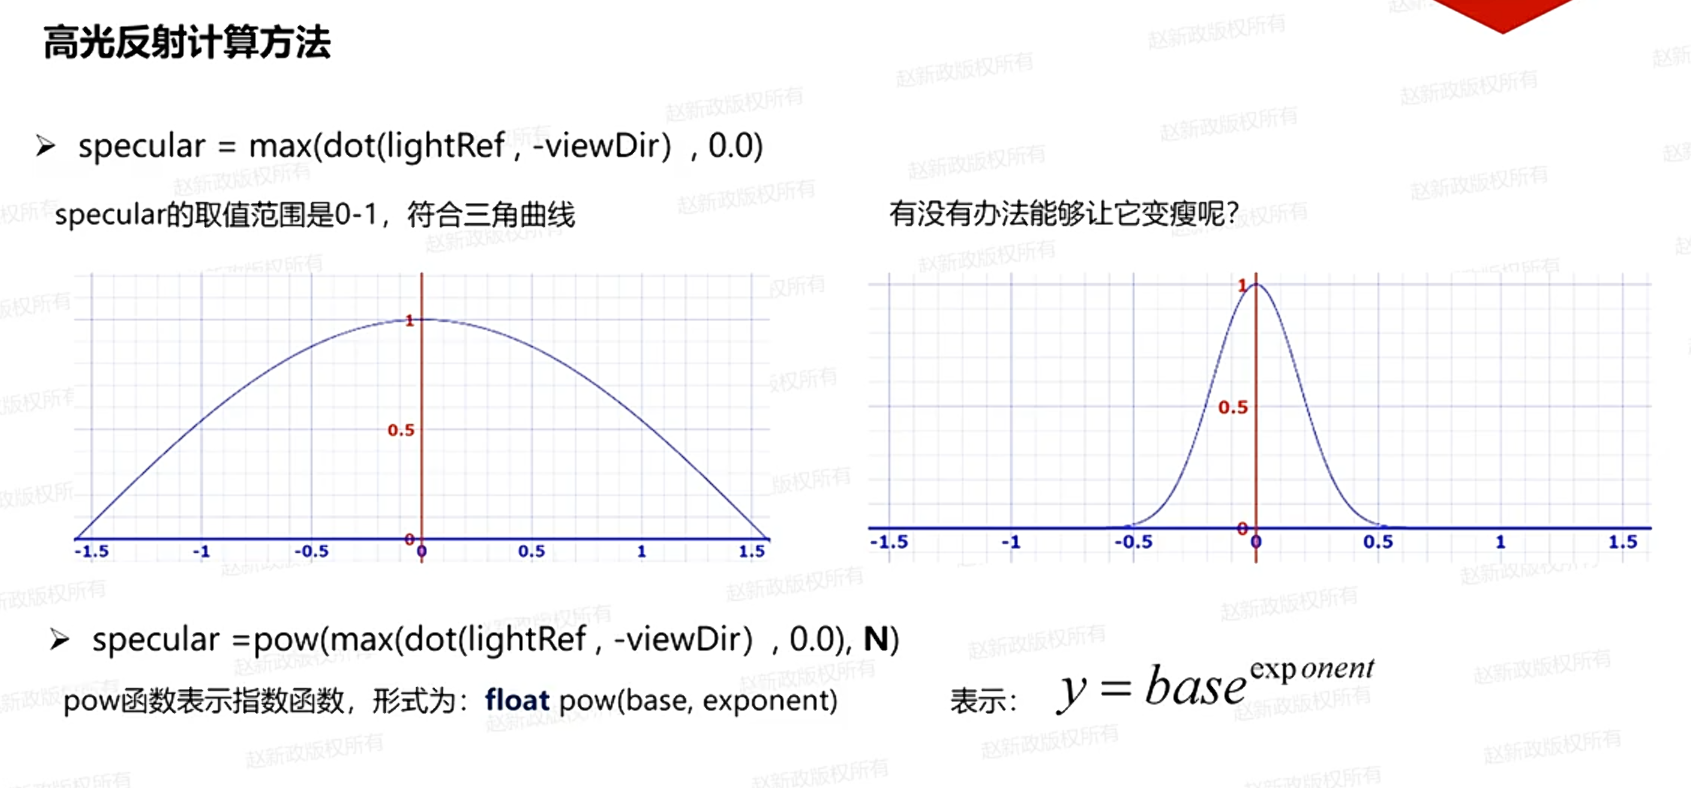 高光反射计算方法
➢ specular = max(dot(lightRef , -viewDir) , 0.0)
specular的取值范围是0-1，符合三角曲线
有没有办法能够让它变瘦呢？
1
0.5
0
-1.5 -1 -0.5 0 0.5 1 1.5
1
0.5
0
-1.5 -1 -0.5 0 0.5 1 1.5
➢ specular =pow(max(dot(lightRef , -viewDir) , 0.0), N)
pow函数表示指数函数，形式为：float pow(base, exponent)
表示： y = base^exponent
赵新政版权所有